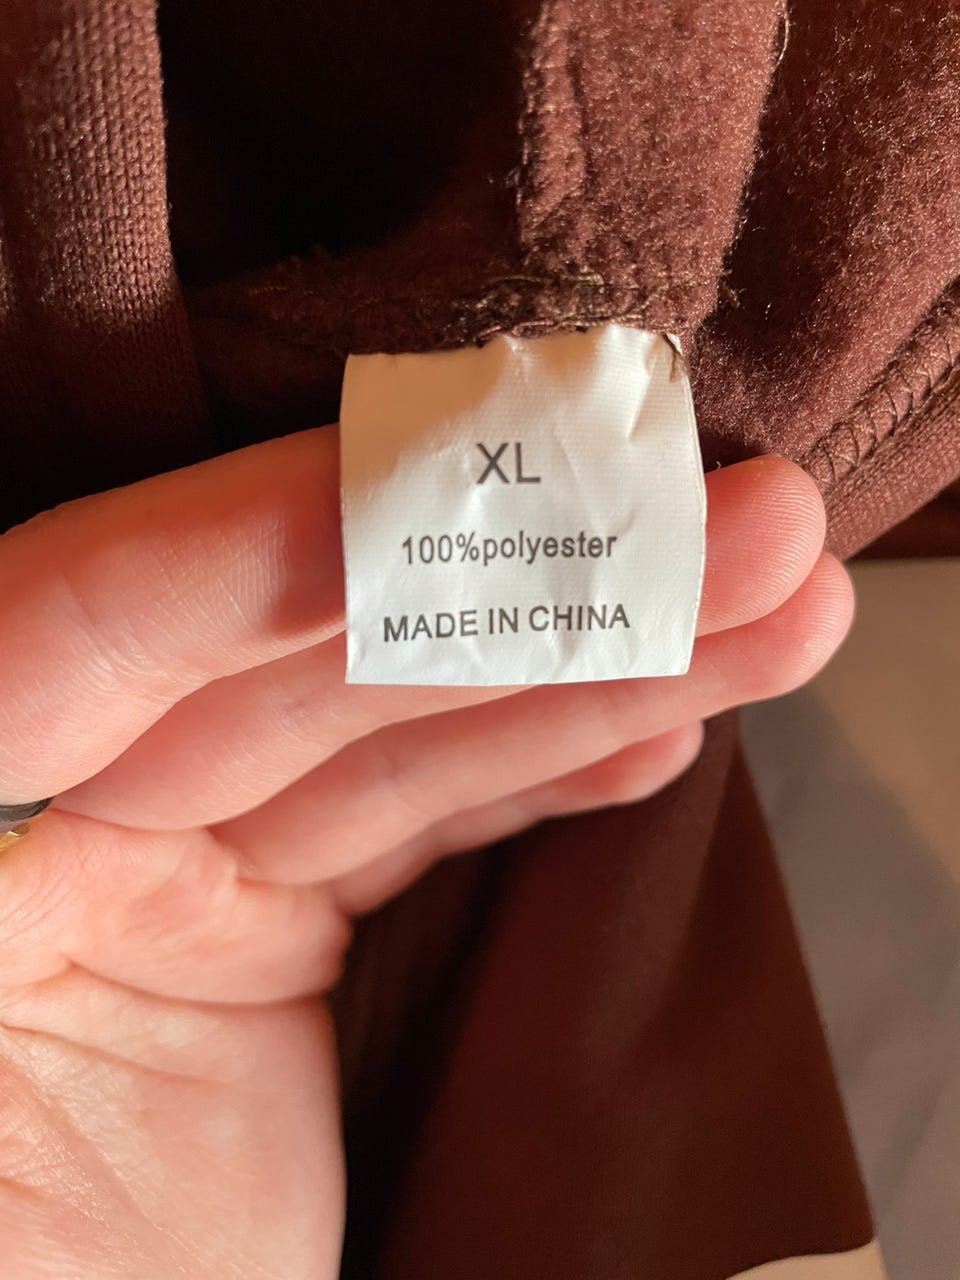 XL
100%polyester
MADE IN CHINA